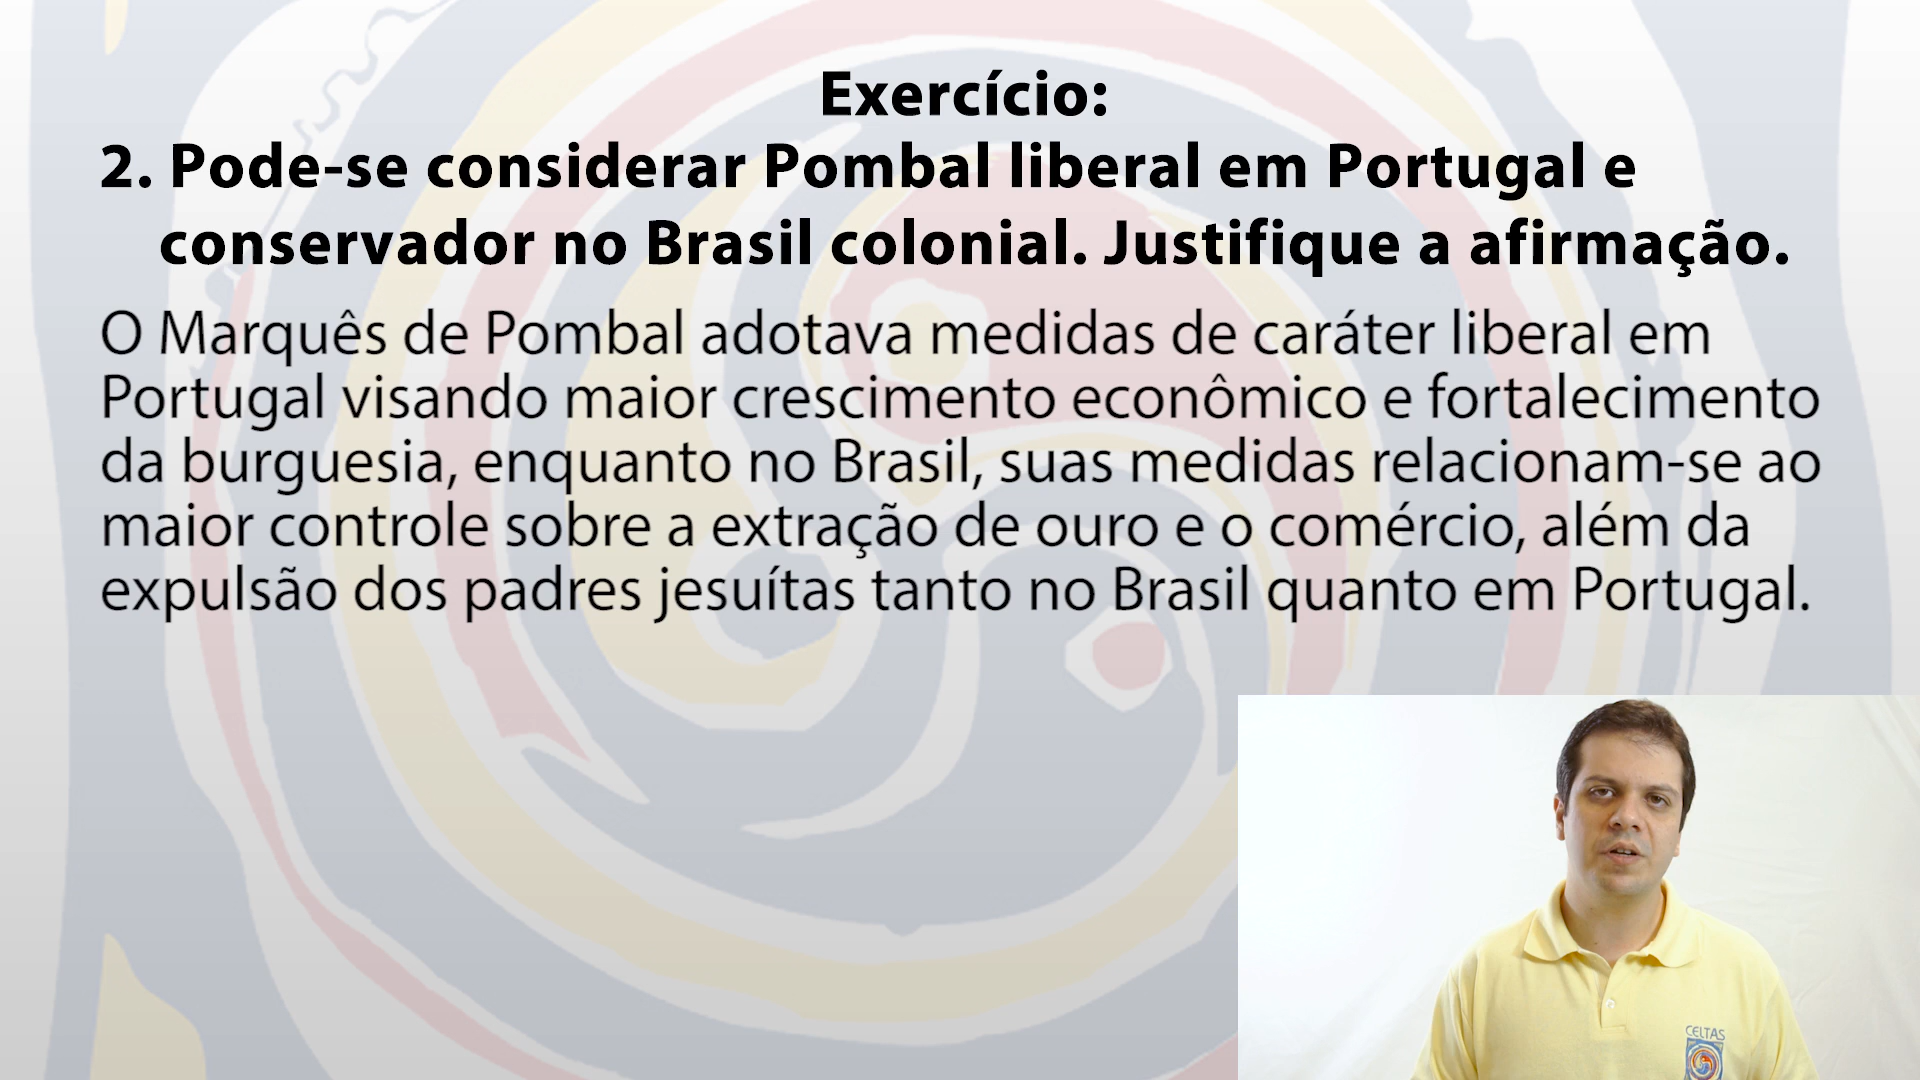 Exercício:
2. Pode-se considerar Pombal liberal em Portugal e
conservador no Brasil colonial. Justifique a afirmação.
O Marquês de Pombal adotava medidas de caráter liberal em
Portugal visando maior crescimento econômico e fortalecimento
da burguesia, enquanto no Brasil, suas medidas relacionam-se ao
maior controle sobre a extração de ouro e o comércio, além da
expulsão dos padres jesuítas tanto no Brasil quanto em Portugal.
CELTAS